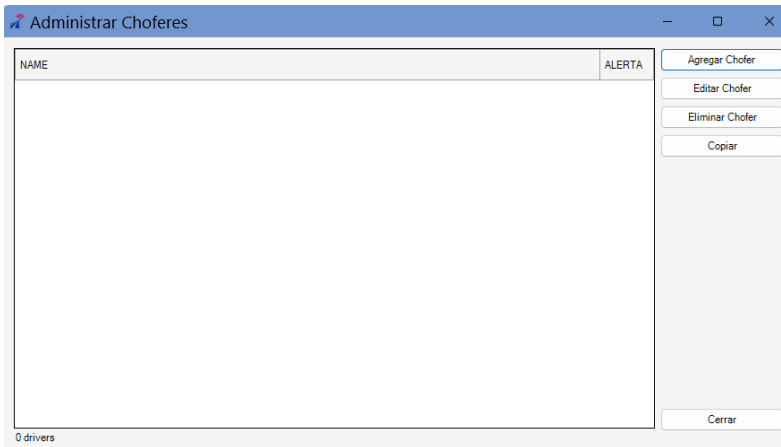 Administrar Choferes
NAME ALERTA
Agregar Chofer
Editar Chofer
Eliminar Chofer
Copiar
Cerrar
0 drivers